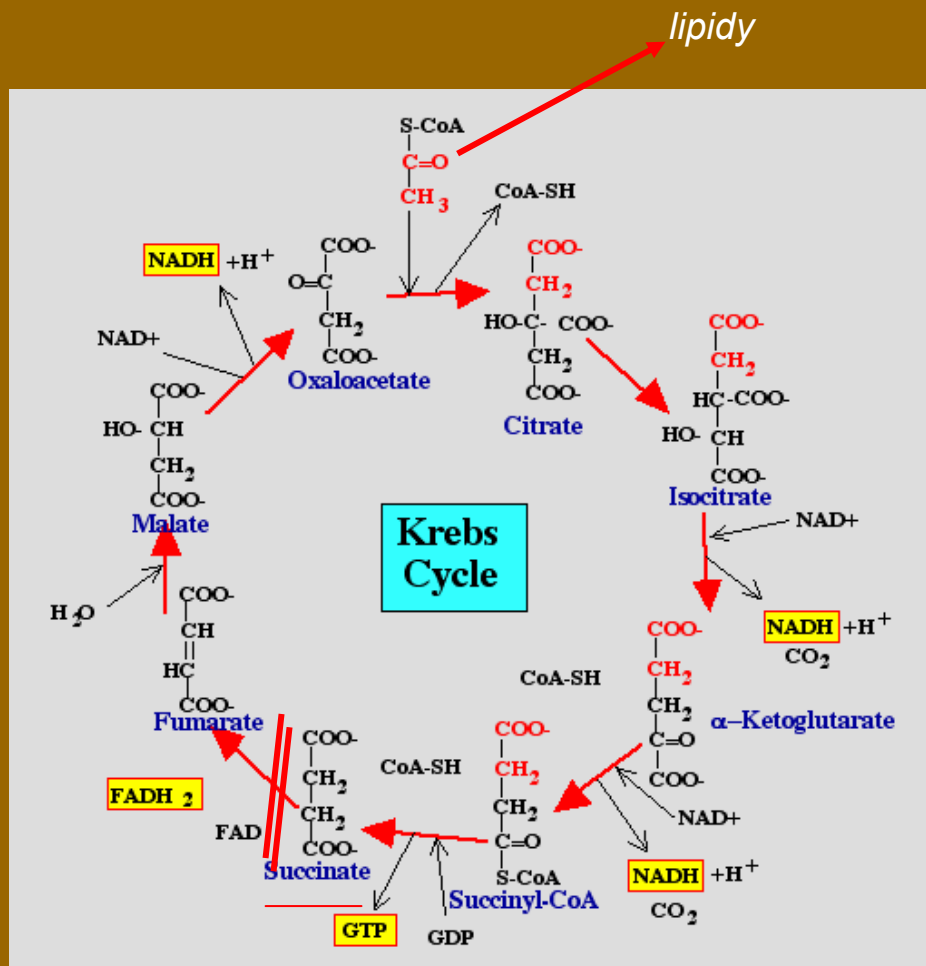 lipidy
S-CoA
C=O
CH3
CoA-SH
NADH +H+
NAD+
COO-
O=C
CH2
COO-
Oxaloacetate
COO-
CH2
HO-C- COO-
CH2
COO-
Citrate
COO-
CH2
HC-COO-
HO- CH
COO-
Isocitrate
NAD+
NADH +H+
CO2
COO-
HO- CH
CH2
COO-
Malate
Krebs
Cycle
H2O
COO-
CH
HC
COO-
Fumarate
COO-
CH2
CH2
C=O
COO-
α-Ketoglutarate
CoA-SH
NAD+
NADH +H+
CO2
COO-
CH2
CH2
C=O
S-CoA
Succinyl-CoA
CoA-SH
GTP
GDP
COO-
CH2
CH2
COO-
Succinate
FADH2
FAD